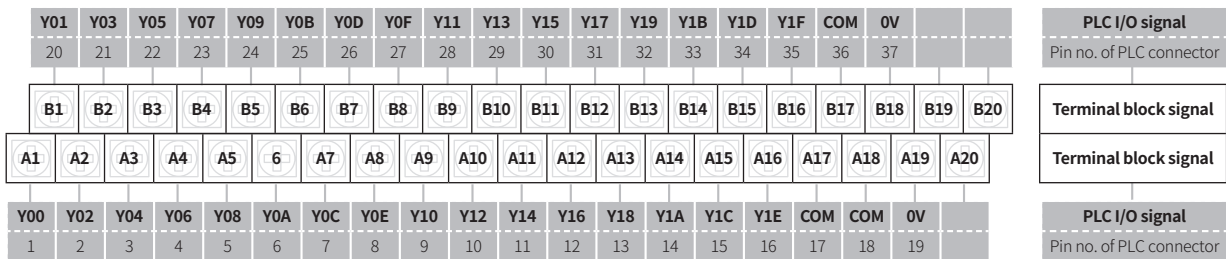 Y01 Y03 Y05 Y07 Y09 Y0B Y0D Y0F Y11 Y13 Y15 Y17 Y19 Y1B Y1D Y1F COM 0V PLC I/O signal
20 21 22 23 24 25 26 27 28 29 30 31 32 33 34 35 36 37 Pin no. of PLC connector
B1 B2 B3 B4 B5 B6 B7 B8 B9 B10 B11 B12 B13 B14 B15 B16 B17 B18 B19 B20 Terminal block signal
A1 A2 A3 A4 A5 6 A7 A8 A9 A10 A11 A12 A13 A14 A15 A16 A17 A18 A19 A20 Terminal block signal
Y00 Y02 Y04 Y06 Y08 Y0A Y0C Y0E Y10 Y12 Y14 Y16 Y18 Y1A Y1C Y1E COM COM 0V PLC I/O signal
1 2 3 4 5 6 7 8 9 10 11 12 13 14 15 16 17 18 19 Pin no. of PLC connector